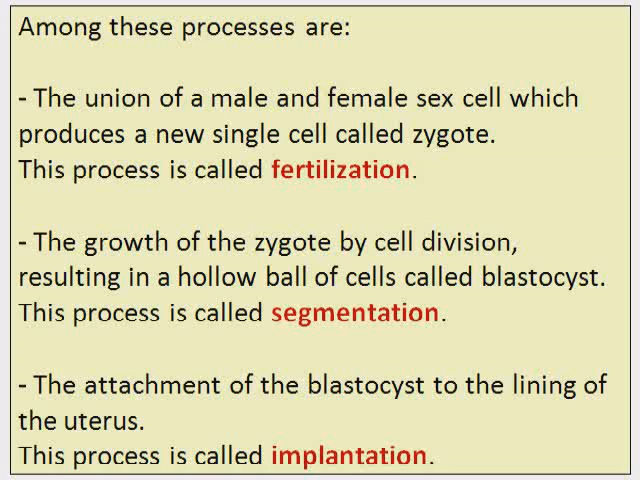 Among these processes are:
- The union of a male and female sex cell which
produces a new single cell called zygote.
This process is called fertilization.
- The growth of the zygote by cell division,
resulting in a hollow ball of cells called blastocyst.
This process is called segmentation.
- The attachment of the blastocyst to the lining of
the uterus.
This process is called implantation.